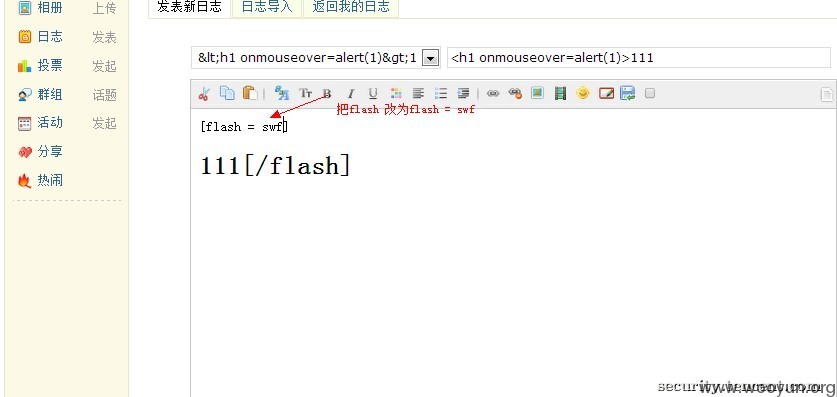 相册 上传
日志 发表
投票 发起
群组 话题
活动 发起
分享
热闹
发表新日志 日志导入 返回我的日志
&lt;h1 onmouseover=alert(1)&gt;1 <h1 onmouseover=alert(1)>111
Tт B I U
把flash 改为flash = swf
[flash = swf]
111[/flash]
www.wooyun.org